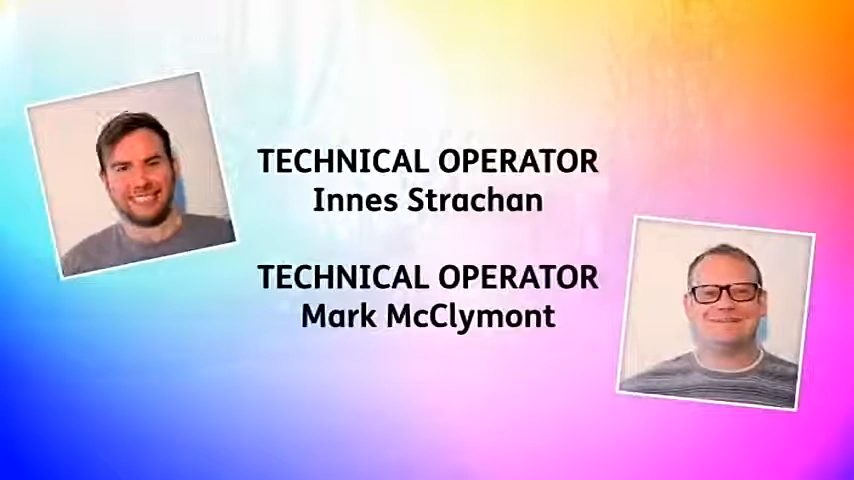 TECHNICAL OPERATOR
Innes Strachan
TECHNICAL OPERATOR
Mark McClymont